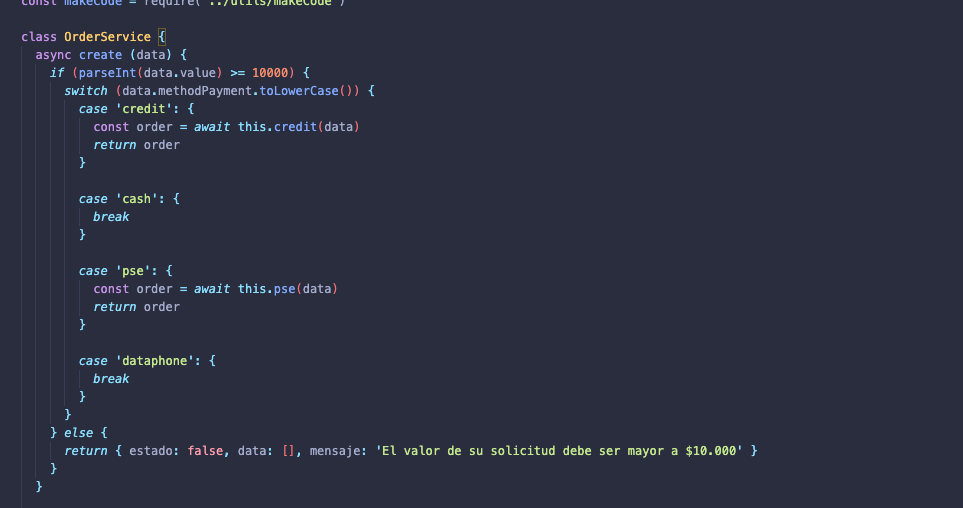 const makeCode = require('../utils/makeCode')
class OrderService {
async create (data) {
if (parseInt(data.value) >= 10000) {
switch (data.methodPayment.toLowerCase()) {
case 'credit': {
const order = await this.credit(data)
return order
}
case 'cash': {
break
}
case 'pse': {
const order = await this.pse(data)
return order
}
case 'dataphone': {
break
}
}
} else {
return { estado: false, data: [], mensaje: 'El valor de su solicitud debe ser mayor a $10.000' }
}
}